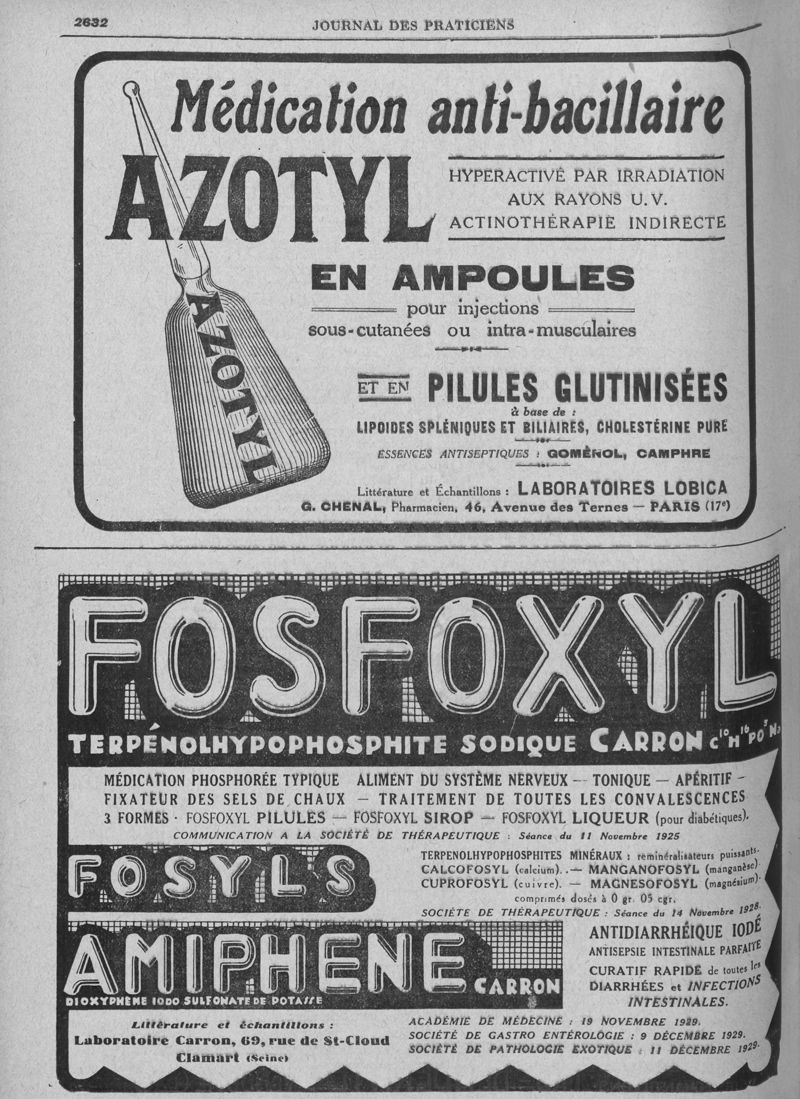 2632
JOURNAL DES PRATICIENS
Médication anti-bacillaire
AZOTYL
HYPERACTIVÉ PAR IRRADIATION
AUX RAYONS U.V.
ACTINOTHÉRAPIE INDIRECTE
AZOTYL
EN AMPOULES
pour injections
sous-cutanées ou intra-musculaires
ET EN PILULES GLUTINISÉES
à base de :
LIPOIDES SPLÉNIQUES ET BILIAIRES, CHOLESTÉRINE PURE
ESSENCES ANTISEPTIQUES : GOMÉNOL, CAMPHRE
Littérature et Échantillons : LABORATOIRES LOBICA
G. CHENAL, Pharmacien, 46, Avenue des Ternes — PARIS (17e)
FOSFOXYL
TERPÉNOLHYPOPHOSPHITE SODIQUE CARRON C10H16PO3Na
MÉDICATION PHOSPHORÉE TYPIQUE ALIMENT DU SYSTÈME NERVEUX — TONIQUE — APÉRITIF –
FIXATEUR DES SELS DE CHAUX — TRAITEMENT DE TOUTES LES CONVALESCENCES
3 FORMES · FOSFOXYL PILULES — FOSFOXYL SIROP — FOSFOXYL LIQUEUR (pour diabétiques).
COMMUNICATION A LA SOCIÉTÉ DE THÉRAPEUTIQUE : Séance du 11 Novembre 1925
FOSYLS
TERPENOLHYPOPHOSPHITES MINÉRAUX : reminéralisateurs puissants.
CALCOFOSYL (calcium). — MANGANOFOSYL (manganèse).
CUPROFOSYL (cuivre). — MAGNESOFOSYL (magnésium).
comprimés dosés à 0 gr. 05 cgr.
SOCIÉTE DE THÉRAPEUTIQUE : Séance du 14 Novembre 1928.
AMIPHENE
CARRON
DIOXYPHÈNE IODO SULFONATE DE POTASSE
ANTIDIARRHÉIQUE IODÉ
ANTISEPSIE INTESTINALE PARFAITE
CURATIF RAPIDE de toutes les
DIARRHÉES et INFECTIONS
INTESTINALES.
Littérature et échantillons :
Laboratoire Carron, 69, rue de St-Cloud
Clamart (Seine)
ACADÉMIE DE MÉDECINE : 19 NOVEMBRE 1929.
SOCIÉTÉ DE GASTRO ENTÉROLOGIE : 9 DÉCEMBRE 1929.
SOCIÉTÉ DE PATHOLOGIE EXOTIQUE : 11 DÉCEMBRE 1929.